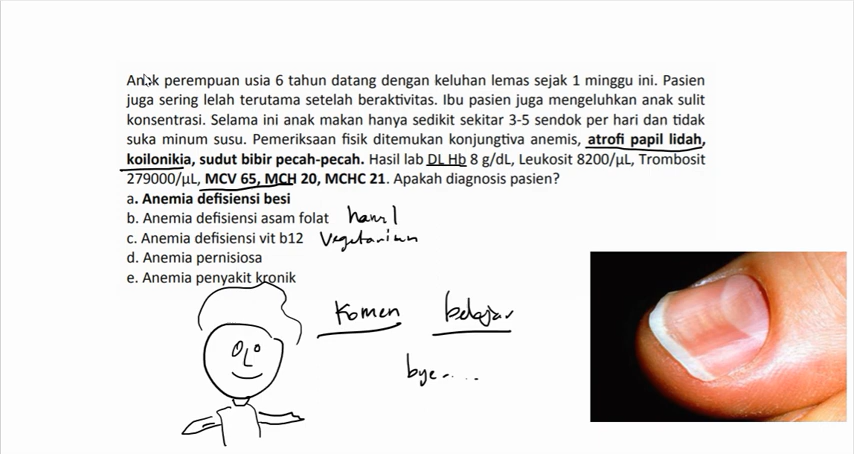 Anak perempuan usia 6 tahun datang dengan keluhan lemas sejak 1 minggu ini. Pasien
juga sering lelah terutama setelah beraktivitas. Ibu pasien juga mengeluhkan anak sulit
konsentrasi. Selama ini anak makan hanya sedikit sekitar 3-5 sendok per hari dan tidak
suka minum susu. Pemeriksaan fisik ditemukan konjungtiva anemis, atrofi papil lidah,
koilonikia, sudut bibir pecah-pecah. Hasil lab DL Hb 8 g/dL, Leukosit 8200/µL, Trombosit
279000/µL, MCV 65, MCH 20, MCHC 21. Apakah diagnosis pasien?
a. Anemia defisiensi besi
b. Anemia defisiensi asam folat hamil
c. Anemia defisiensi vit b12 Vegetarian
d. Anemia pernisiosa
e. Anemia penyakit kronik
Komen belajar
bye....